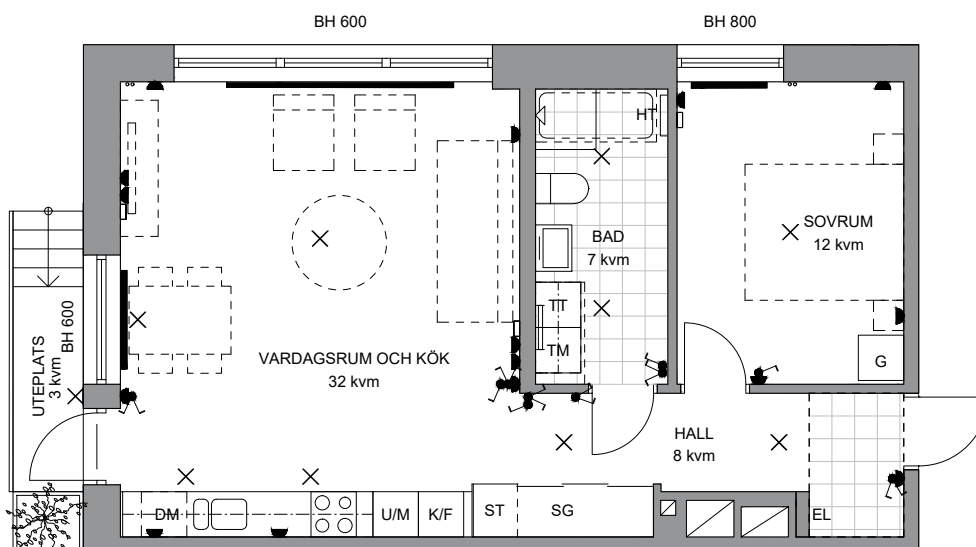 BH 600
BH 800
HT
SOVRUM
12 kvm
BAD
7 kvm
BH 600
UTEPLATS
3 kvm
TT
TM
VARDAGSRUM OCH KÖK
32 kvm
G
HALL
8 kvm
DM
U/M
K/F
ST
SG
EL